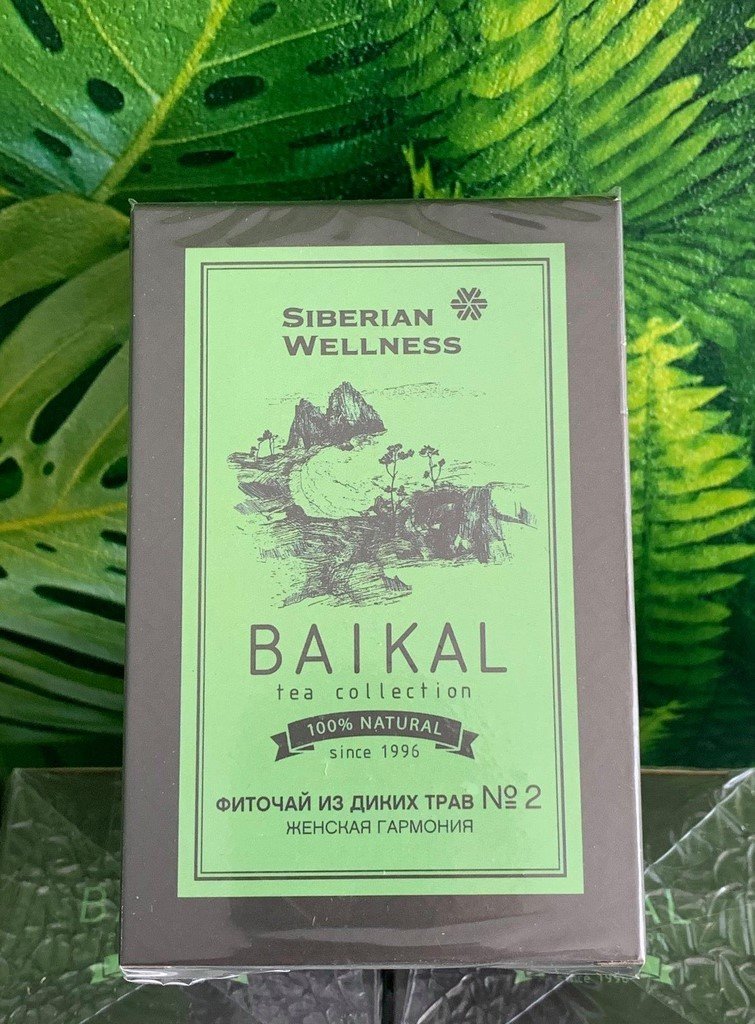 SIBERIAN
WELLNESS
BAIKAL
tea collection
100% NATURAL
since 1996
ФИТОЧАЙ ИЗ ДИКИХ ТРАВ № 2
ЖЕНСКАЯ ГАРМОНИЯ